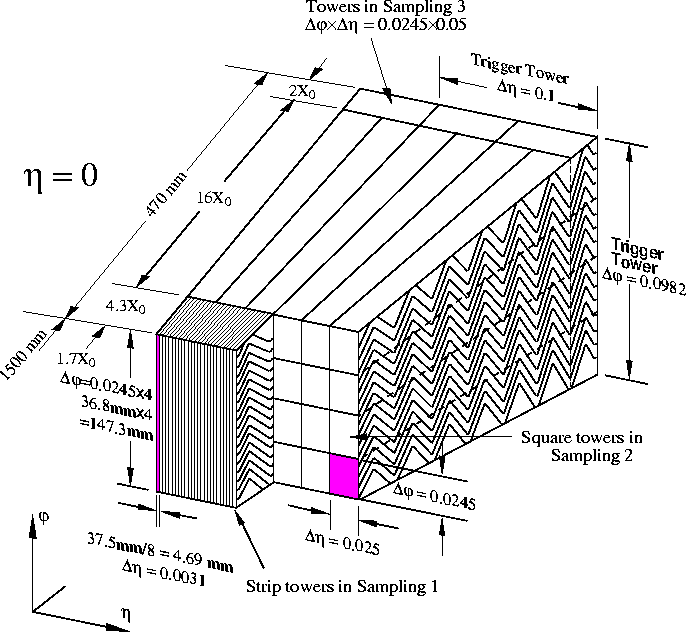 Towers in Sampling 3
Δφ×Δη = 0.0245×0.05
Trigger Tower
Δη = 0.1
2X0
η = 0
470 mm
16X0
Trigger
Tower
Δφ = 0.0982
4.3X0
1500 mm
1.7X0
Δφ=0.0245x4
36.8mmx4
=147.3mm
Square towers in
Sampling 2
Δφ = 0.0245
Δη = 0.025
37.5mm/8 = 4.69 mm
Δη = 0.0031
Strip towers in Sampling 1
φ
η